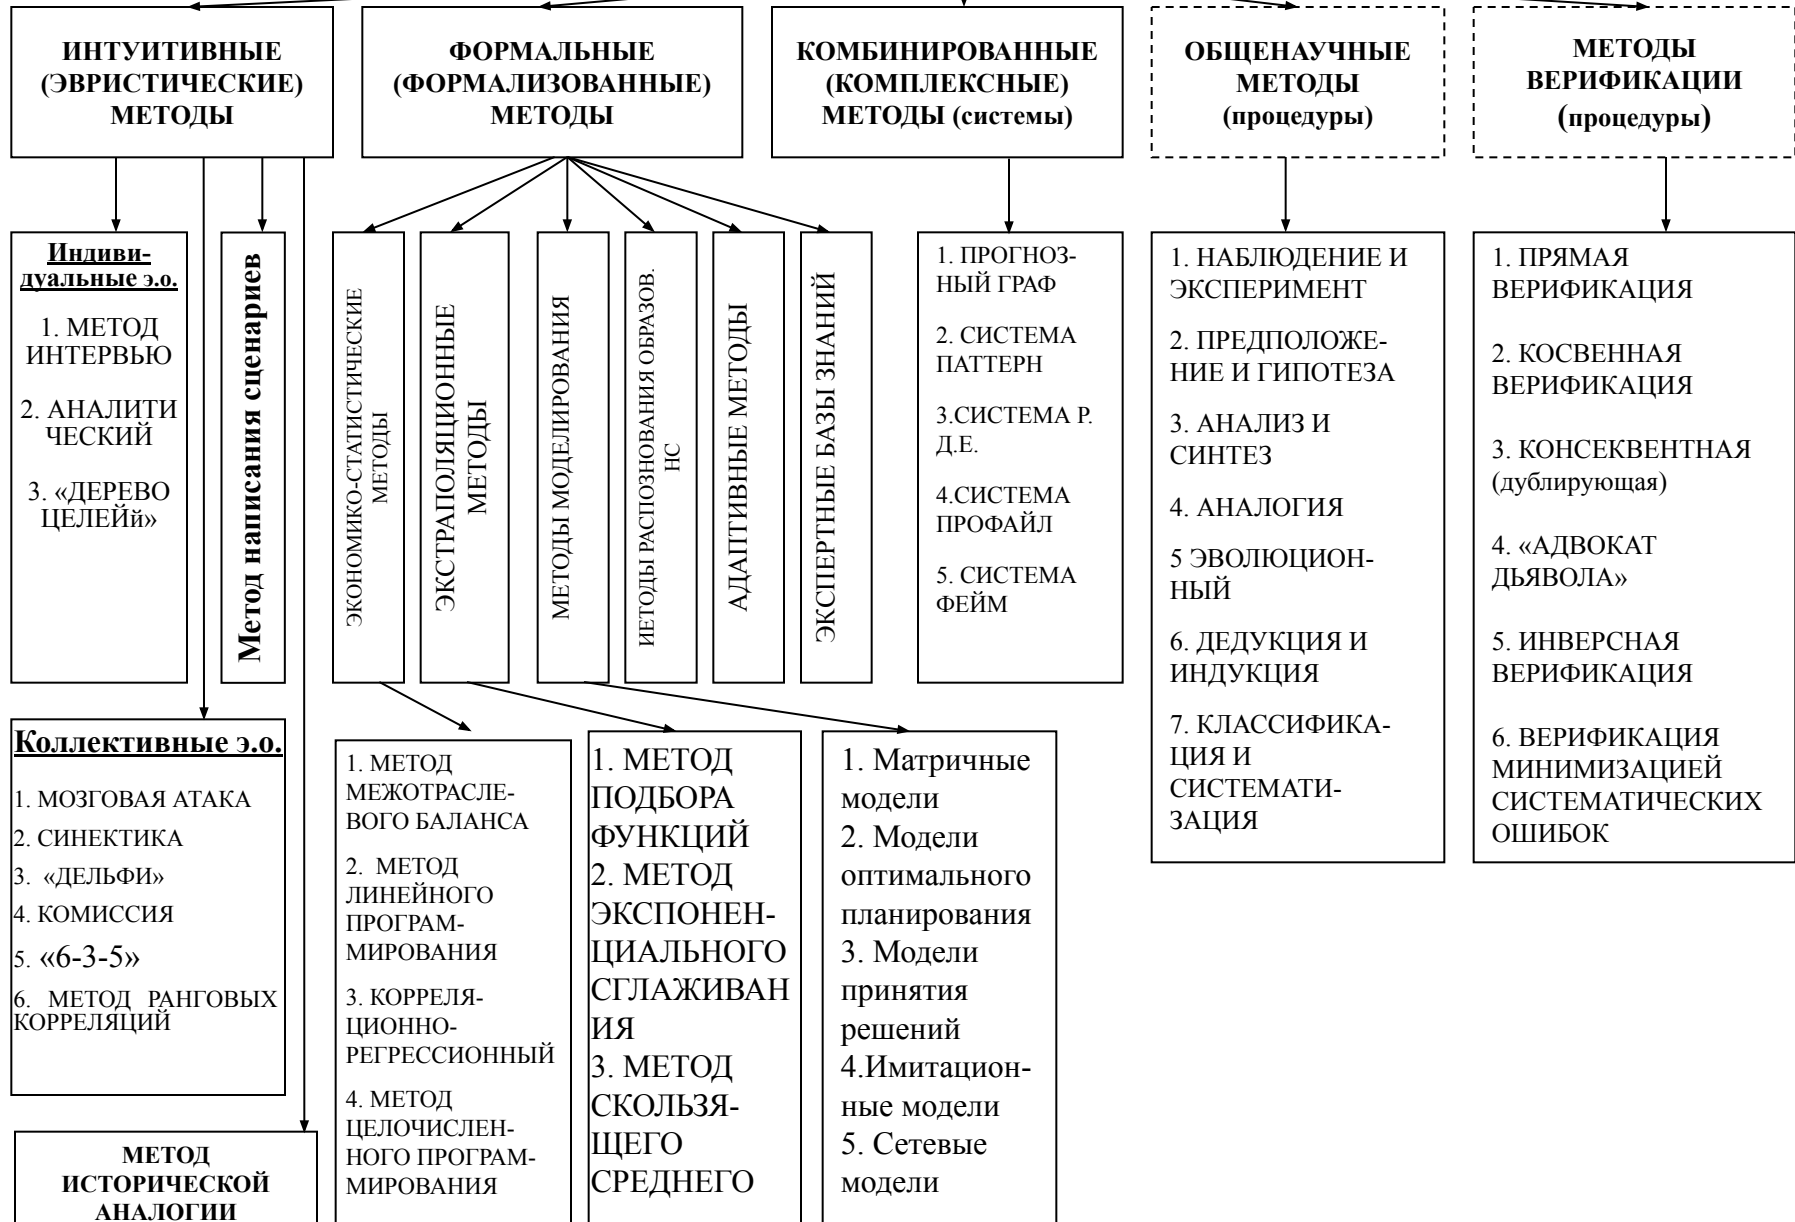 ИНТУИТИВНЫЕ
(ЭВРИСТИЧЕСКИЕ)
МЕТОДЫ
ФОРМАЛЬНЫЕ
(ФОРМАЛИЗОВАННЫЕ)
МЕТОДЫ
КОМБИНИРОВАННЫЕ
(КОМПЛЕКСНЫЕ)
МЕТОДЫ (системы)
ОБЩЕНАУЧНЫЕ
МЕТОДЫ
(процедуры)
МЕТОДЫ
ВЕРИФИКАЦИИ
(процедуры)
Индиви-
дуальные э.о.
1. МЕТОД
ИНТЕРВЬЮ
2. АНАЛИТИ
ЧЕСКИЙ
3. «ДЕРЕВО
ЦЕЛЕЙй»
Метод написания сценариев
ЭКОНОМИКО-СТАТИСТИЧЕСКИЕ
МЕТОДЫ
ЭКСТРАПОЛЯЦИОННЫЕ
МЕТОДЫ
МЕТОДЫ МОДЕЛИРОВАНИЯ
ИЕТОДЫ РАСПОЗНОВАНИЯ ОБРАЗОВ.
НС
АДАПТИВНЫЕ МЕТОДЫ
ЭКСПЕРТНЫЕ БАЗЫ ЗНАНИЙ
1. ПРОГНОЗ-
НЫЙ ГРАФ
2. СИСТЕМА
ПАТТЕРН
3.СИСТЕМА Р.
Д.Е.
4.СИСТЕМА
ПРОФАЙЛ
5. СИСТЕМА
ФЕЙМ
1. НАБЛЮДЕНИЕ И
ЭКСПЕРИМЕНТ
2. ПРЕДПОЛОЖЕ-
НИЕ И ГИПОТЕЗА
3. АНАЛИЗ И
СИНТЕЗ
4. АНАЛОГИЯ
5 ЭВОЛЮЦИОН-
НЫЙ
6. ДЕДУКЦИЯ И
ИНДУКЦИЯ
7. КЛАССИФИКА-
ЦИЯ И
СИСТЕМАТИ-
ЗАЦИЯ
1. ПРЯМАЯ
ВЕРИФИКАЦИЯ
2. КОСВЕННАЯ
ВЕРИФИКАЦИЯ
3. КОНСЕКВЕНТНАЯ
(дублирующая)
4. «АДВОКАТ
ДЬЯВОЛА»
5. ИНВЕРСНАЯ
ВЕРИФИКАЦИЯ
6. ВЕРИФИКАЦИЯ
МИНИМИЗАЦИЕЙ
СИСТЕМАТИЧЕСКИХ
ОШИБОК
Коллективные э.о.
1. МОЗГОВАЯ АТАКА
2. СИНЕКТИКА
3. «ДЕЛЬФИ»
4. КОМИССИЯ
5. «6-3-5»
6. МЕТОД РАНГОВЫХ
КОРРЕЛЯЦИЙ
1. МЕТОД
МЕЖОТРАСЛЕ-
ВОГО БАЛАНСА
2. МЕТОД
ЛИНЕЙНОГО
ПРОГРАМ-
МИРОВАНИЯ
3. КОРРЕЛЯ-
ЦИОННО-
РЕГРЕССИОННЫЙ
4. МЕТОД
ЦЕЛОЧИСЛЕН-
НОГО ПРОГРАМ-
МИРОВАНИЯ
1. МЕТОД
ПОДБОРА
ФУНКЦИЙ
2. МЕТОД
ЭКСПОНЕН-
ЦИАЛЬНОГО
СГЛАЖИВАН
ИЯ
3. МЕТОД
СКОЛЬЗЯ-
ЩЕГО
СРЕДНЕГО
1. Матричные
модели
2. Модели
оптимального
планирования
3. Модели
принятия
решений
4.Имитацион-
ные модели
5. Сетевые
модели
МЕТОД
ИСТОРИЧЕСКОЙ
АНАЛОГИИ